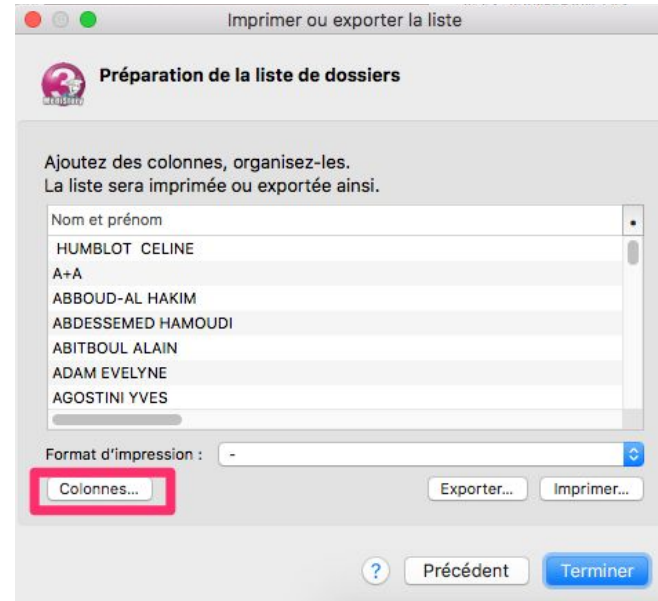 Imprimer ou exporter la liste
3
MédiStory
Préparation de la liste de dossiers
Ajoutez des colonnes, organisez-les.
La liste sera imprimée ou exportée ainsi.
Nom et prénom
HUMBLOT CELINE
A+A
ABBOUD-AL HAKIM
ABDESSEMED HAMOUDI
ABITBOUL ALAIN
ADAM EVELYNE
AGOSTINI YVES
Format d'impression : -
Colonnes... Exporter... Imprimer...
? Précédent Terminer